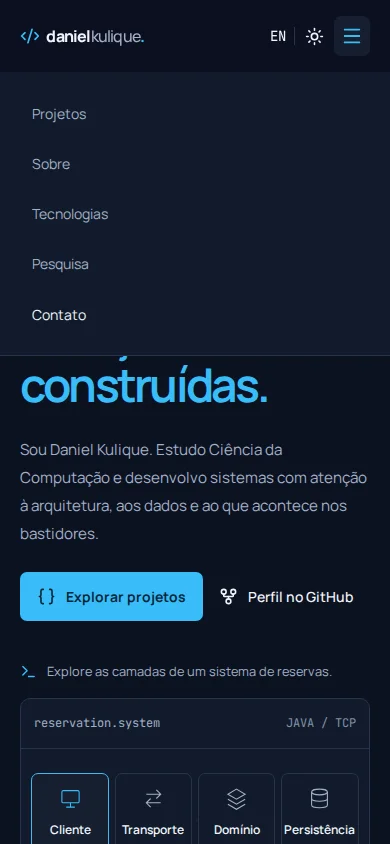 danielkulique.
EN
Projetos
Sobre
Tecnologias
Pesquisa
Contato
construídas.
Sou Daniel Kulique. Estudo Ciência da
Computação e desenvolvo sistemas com atenção
à arquitetura, aos dados e ao que acontece nos
bastidores.
Explorar projetos
Perfil no GitHub
Explore as camadas de um sistema de reservas.
reservation.system
JAVA / TCP
Cliente
Transporte
Domínio
Persistência